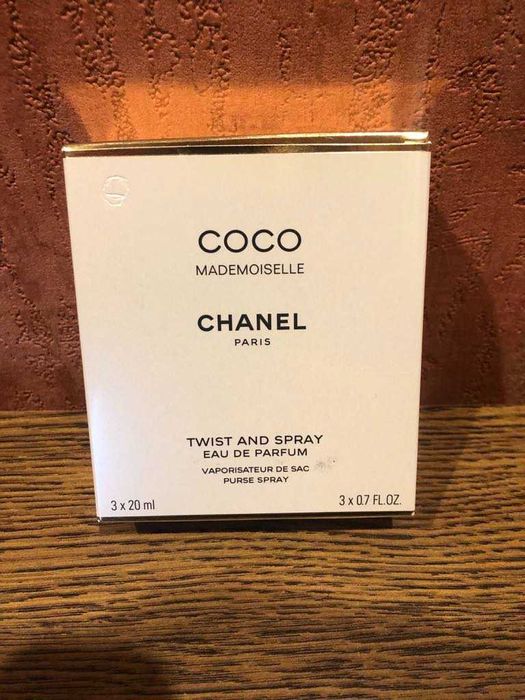 COCO
MADEMOISELLE
CHANEL
PARIS
TWIST AND SPRAY
EAU DE PARFUM
VAPORISATEUR DE SAC
PURSE SPRAY
3 x 20 ml
3 x 0.7 FL.OZ.